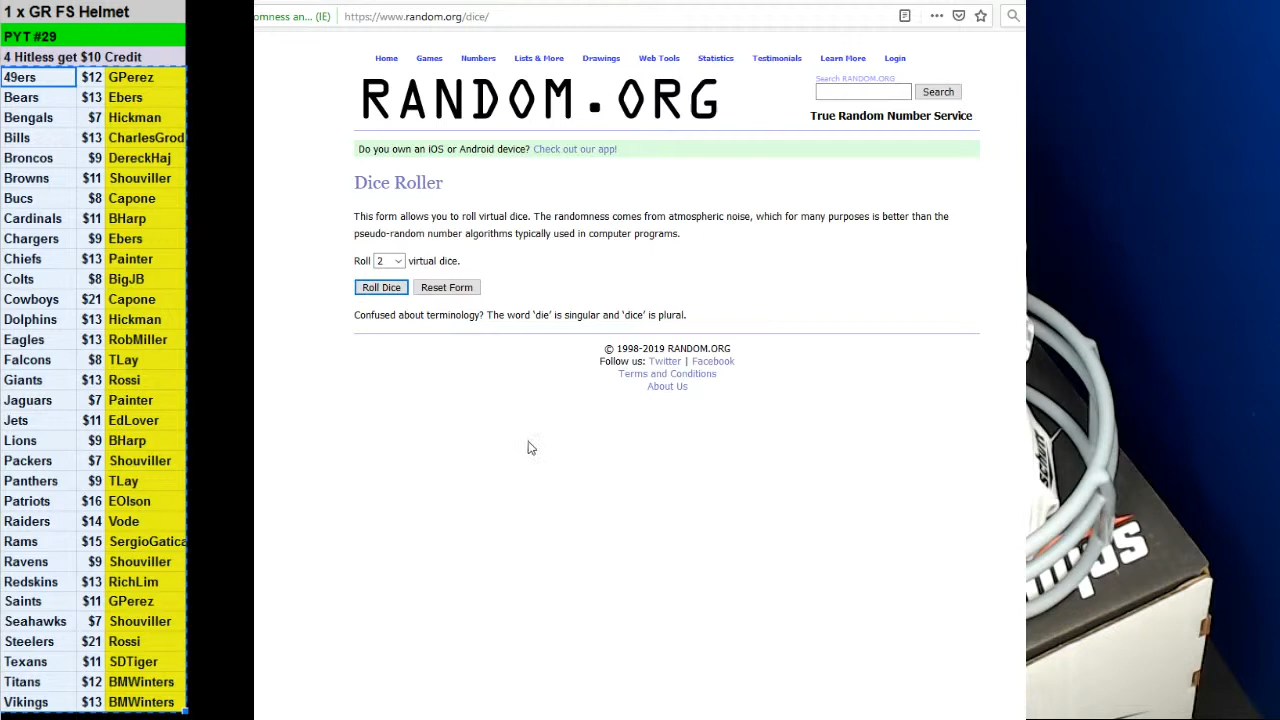 1 x GR FS Helmet
PYT #29
4 Hitless get $10 Credit
49ers $12 GPerez
Bears $13 Ebers
Bengals $7 Hickman
Bills $13 CharlesGrod
Broncos $9 DereckHaj
Browns $11 Shouviller
Bucs $8 Capone
Cardinals $11 BHarp
Chargers $9 Ebers
Chiefs $13 Painter
Colts $8 BigJB
Cowboys $21 Capone
Dolphins $13 Hickman
Eagles $13 RobMiller
Falcons $8 TLay
Giants $13 Rossi
Jaguars $7 Painter
Jets $11 EdLover
Lions $9 BHarp
Packers $7 Shouviller
Panthers $9 TLay
Patriots $16 EOlson
Raiders $14 Vode
Rams $15 SergioGatica
Ravens $9 Shouviller
Redskins $13 RichLim
Saints $11 GPerez
Seahawks $7 Shouviller
Steelers $21 Rossi
Texans $11 SDTiger
Titans $12 BMWinters
Vikings $13 BMWinters
omness an... (IE) https://www.random.org/dice/
Home Games Numbers Lists & More Drawings Web Tools Statistics Testimonials Learn More Login
RANDOM.ORG
Search RANDOM.ORG
Search
True Random Number Service
Do you own an iOS or Android device? Check out our app!
Dice Roller
This form allows you to roll virtual dice. The randomness comes from atmospheric noise, which for many purposes is better than the
pseudo-random number algorithms typically used in computer programs.
Roll 2 virtual dice.
Roll Dice Reset Form
Confused about terminology? The word ‘die’ is singular and ‘dice’ is plural.
© 1998-2019 RANDOM.ORG
Follow us: Twitter | Facebook
Terms and Conditions
About Us